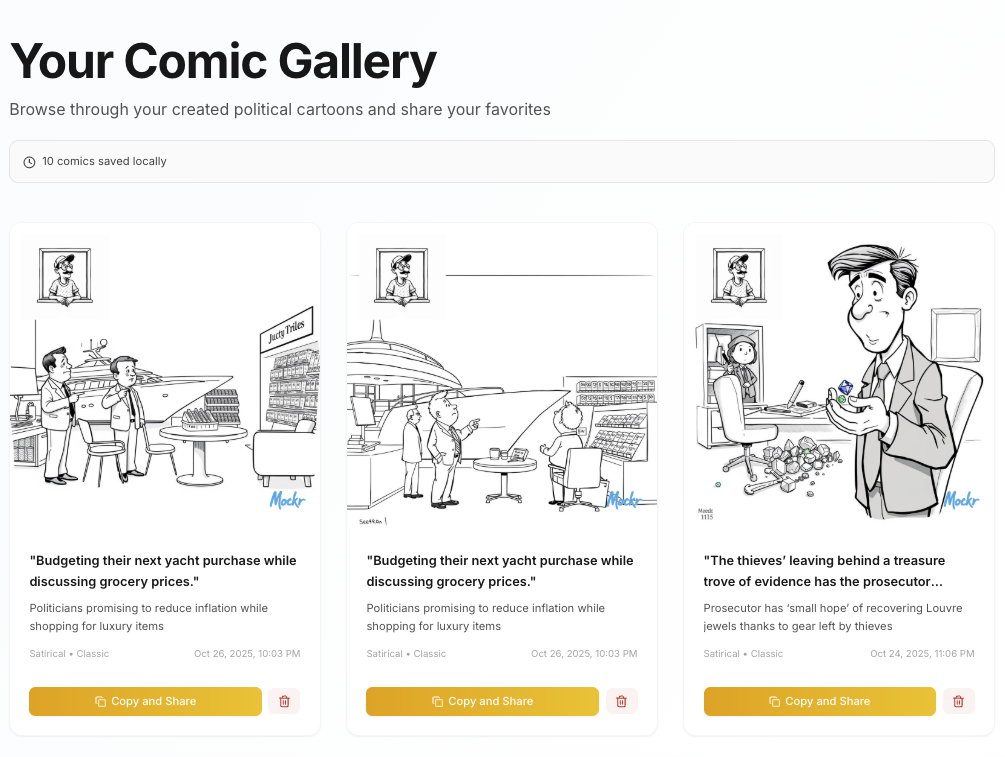 Your Comic Gallery
Browse through your created political cartoons and share your favorites
10 comics saved locally
Jucty Triles
Mockr
"Budgeting their next yacht purchase while
discussing grocery prices."
Politicians promising to reduce inflation while
shopping for luxury items
Satirical • Classic
Oct 26, 2025, 10:03 PM
Copy and Share
Mockr
"Budgeting their next yacht purchase while
discussing grocery prices."
Politicians promising to reduce inflation while
shopping for luxury items
Satirical • Classic
Oct 26, 2025, 10:03 PM
Copy and Share
1115
Mockr
"The thieves’ leaving behind a treasure
trove of evidence has the prosecutor...
Prosecutor has ‘small hope’ of recovering Louvre
jewels thanks to gear left by thieves
Satirical • Classic
Oct 24, 2025, 11:06 PM
Copy and Share